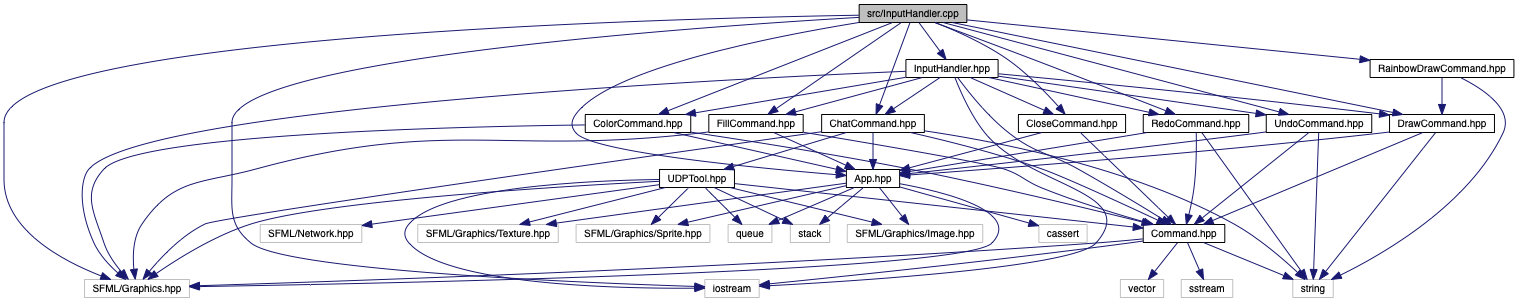 src/InputHandler.cpp
InputHandler.hpp
RainbowDrawCommand.hpp
ColorCommand.hpp
FillCommand.hpp
ChatCommand.hpp
CloseCommand.hpp
RedoCommand.hpp
UndoCommand.hpp
DrawCommand.hpp
UDPTool.hpp
App.hpp
SFML/Network.hpp
SFML/Graphics/Texture.hpp
SFML/Graphics/Sprite.hpp
queue
stack
SFML/Graphics/Image.hpp
cassert
Command.hpp
SFML/Graphics.hpp
iostream
vector
sstream
string